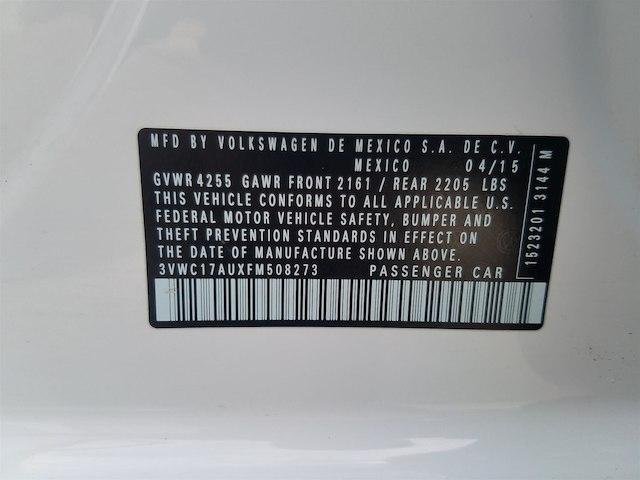 MFD BY VOLKSWAGEN DE MEXICO S.A. DE C.V.
MEXICO 04/15
GVWR 4255 GAWR FRONT 2161 / REAR 2205 LBS
THIS VEHICLE CONFORMS TO ALL APPLICABLE U.S.
FEDERAL MOTOR VEHICLE SAFETY, BUMPER AND
THEFT PREVENTION STANDARDS IN EFFECT ON
THE DATE OF MANUFACTURE SHOWN ABOVE.
3VWC17AUXFM508273 PASSENGER CAR
1523201 3144 M